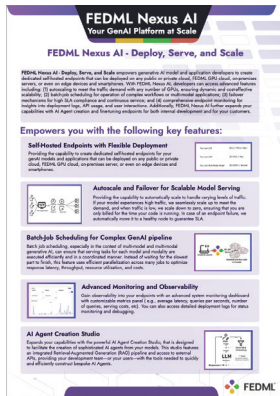 FEDML Nexus AI
Your GenAI Platform at Scale
FEDML Nexus AI - Deploy, Serve, and Scale
FEDML Nexus AI - Deploy, Serve, and Scale empowers generative AI model and application developers to create
dedicated self-hosted endpoints that can be deployed on any public or private cloud, FEDML GPU cloud, on-premises
servers, or even on edge devices and smartphones. With FEDML Nexus AI, developers can access advanced features
including: (1) autoscaling to meet the traffic demand with any number of GPUs, ensuring dynamic and cost-effective
scalability; (2) batch-job scheduling for operation of complex workflows or multimodal applications; (3) failover
mechanisms for high SLA compliance and continuous service; and (4) comprehensive endpoint monitoring for
insights into deployment logs, API usage, and user interactions. Additionally, FEDML Nexus AI further expands your
capabilities with AI Agent creation and fine-tuning endpoints for both internal development and for your customers.
Empowers you with the following key features:
Self-Hosted Endpoints with Flexible Deployment
Providing the capability to create dedicated self-hosted endpoints for your
genAI models and applications that can be deployed on any public or private
cloud, FEDML GPU cloud, on-premises server, or even on edge devices and
smartphones.
Autoscale and Failover for Scalable Model Serving
Providing the capability to automatically scale to handle varying levels of traffic.
If your model experiences high traffic, we seamlessly scale up to meet the
demand, and when traffic is low, we scale down to zero, ensuring that you are
only billed for the time your code is running. In case of an endpoint failure, we
automatically move it to a healthy node to guarantee SLA.
Batch-Job Scheduling for Complex GenAI pipeline
Batch job scheduling, especially in the context of multi-model and multimodal
generative AI, can ensure that serving tasks for each model and modality are
executed efficiently and in a coordinated manner. Instead of waiting for the slowest
part to finish, this feature uses efficient parallelization across many jobs to optimize
response latency, throughput, resource utilization, and costs.
Advanced Monitoring and Observability
Gain observability into your endpoints with an advanced system monitoring dashboard
with customizable metrics panel (e.g., average latency, queries per seconds, number
of queries, serving costs, etc). You can also access detailed deployment logs for status
monitoring and debugging.
AI Agent Creation Studio
Expands your capabilities with the powerful AI Agent Creation Studio, that is designed
to facilitate the creation of sophisticated AI agents from your models. This studio features
an integrated Retrieval-Augmented Generation (RAG) pipeline and access to external
APIs, providing your development team—or your users—with the tools needed to quickly
and efficiently construct bespoke AI Agents.
LLM
FEDML